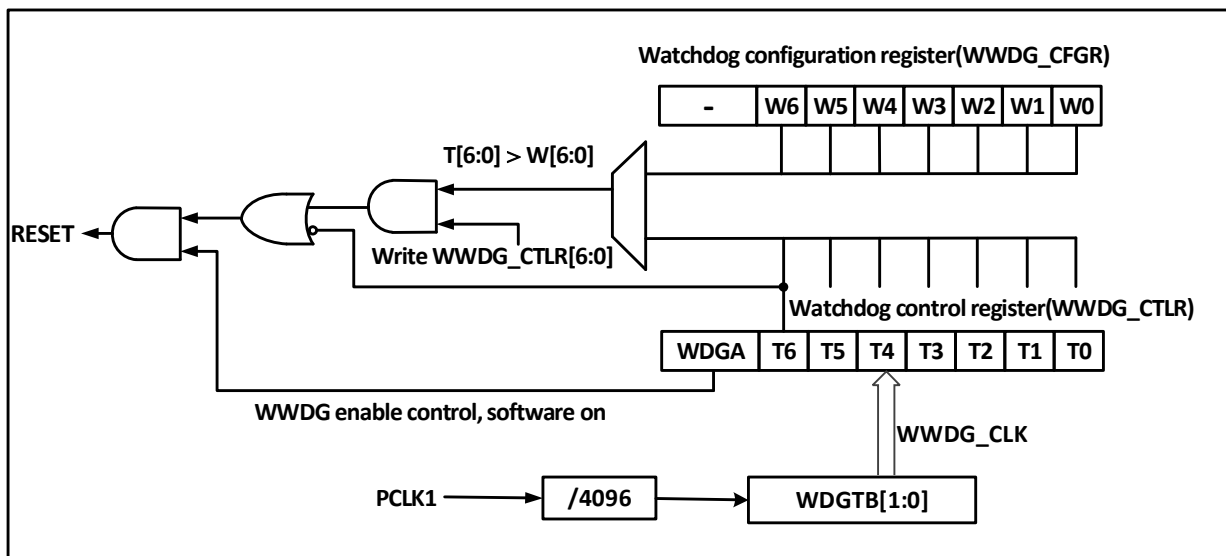 Watchdog configuration register(WWDG_CFGR)
- W6 W5 W4 W3 W2 W1 W0
T[6:0] > W[6:0]
RESET
Write WWDG_CTLR[6:0]
Watchdog control register(WWDG_CTLR)
WDGA T6 T5 T4 T3 T2 T1 T0
WWDG enable control, software on
WWDG_CLK
PCLK1 /4096 WDGTB[1:0]